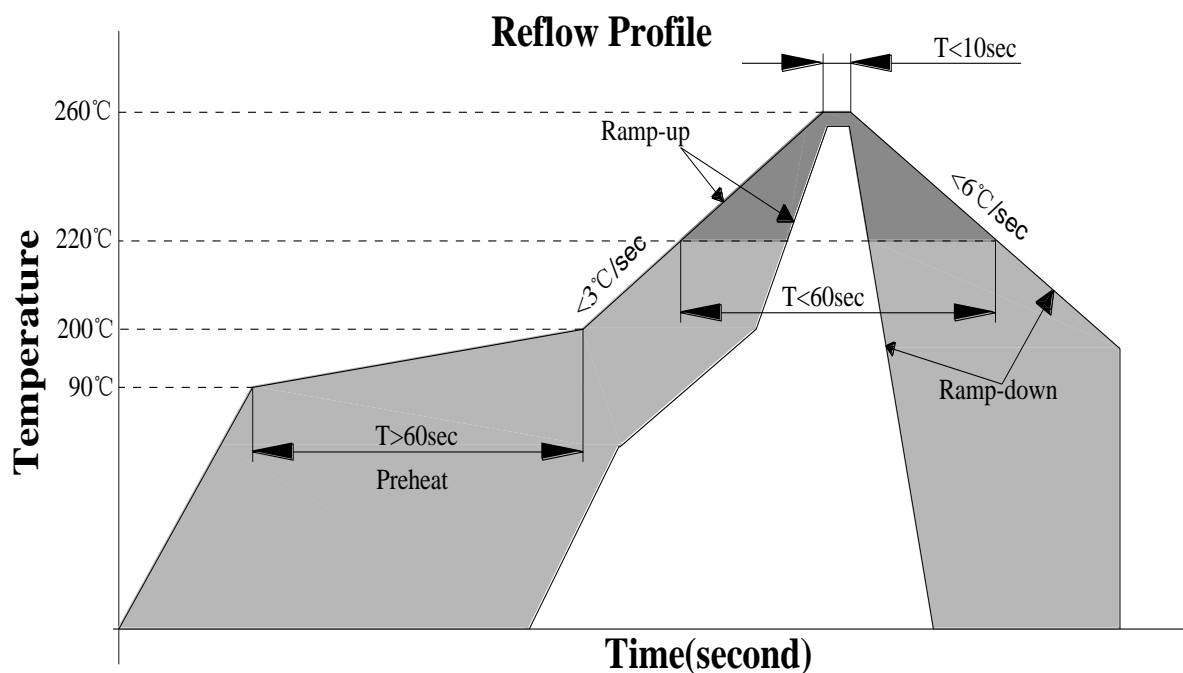 Reflow Profile
T<10sec
260℃
Ramp-up
<6℃/sec
220℃
<3℃/sec
T<60sec
200℃
90℃
Ramp-down
T>60sec
Preheat
Temperature
Time(second)